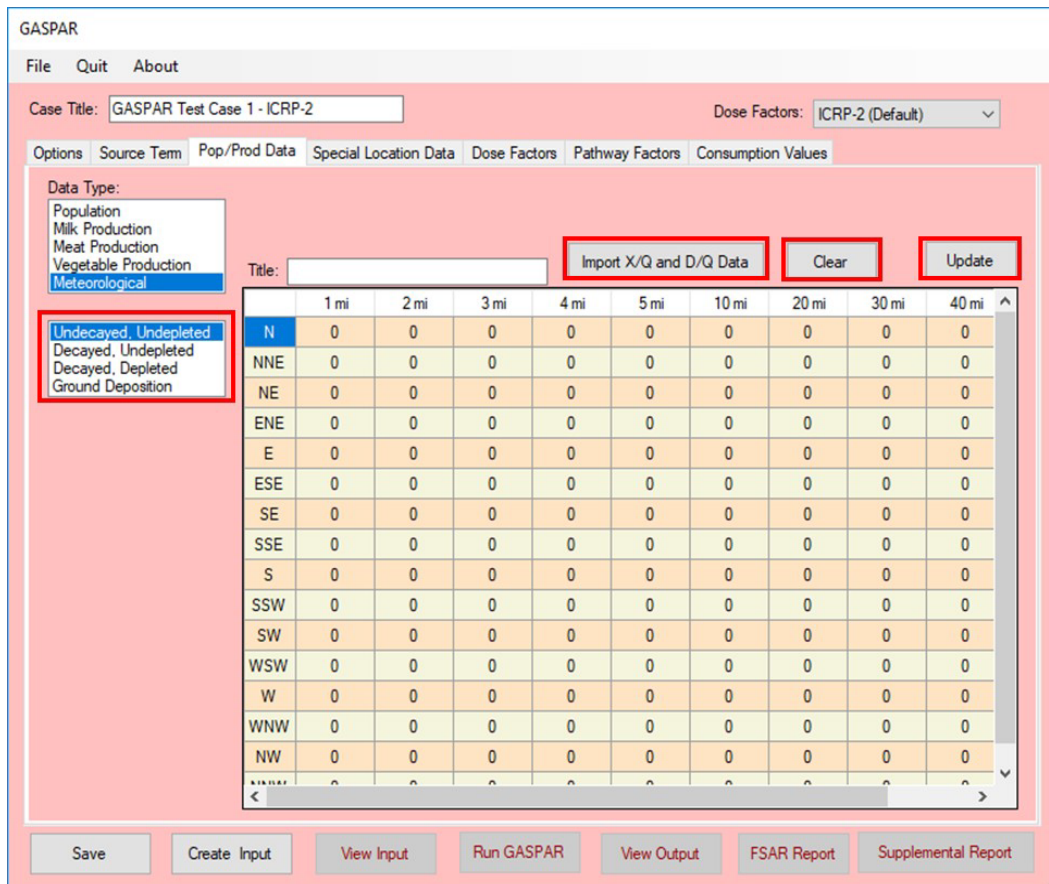 GASPAR
File Quit About
Case Title: GASPAR Test Case 1 - ICRP-2 Dose Factors: ICRP-2 (Default)
Options Source Term Pop/Prod Data Special Location Data Dose Factors Pathway Factors Consumption Values
Data Type:
Population
Milk Production
Meat Production
Vegetable Production
Meteorological
Undecayed, Undepleted
Decayed, Undepleted
Decayed, Depleted
Ground Deposition
Title: Import X/Q and D/Q Data Clear Update
1 mi 2 mi 3 mi 4 mi 5 mi 10 mi 20 mi 30 mi 40 mi
N 0 0 0 0 0 0 0 0 0
NNE 0 0 0 0 0 0 0 0 0
NE 0 0 0 0 0 0 0 0 0
ENE 0 0 0 0 0 0 0 0 0
E 0 0 0 0 0 0 0 0 0
ESE 0 0 0 0 0 0 0 0 0
SE 0 0 0 0 0 0 0 0 0
SSE 0 0 0 0 0 0 0 0 0
S 0 0 0 0 0 0 0 0 0
SSW 0 0 0 0 0 0 0 0 0
SW 0 0 0 0 0 0 0 0 0
WSW 0 0 0 0 0 0 0 0 0
W 0 0 0 0 0 0 0 0 0
WNW 0 0 0 0 0 0 0 0 0
NW 0 0 0 0 0 0 0 0 0
Save Create Input View Input Run GASPAR View Output FSAR Report Supplemental Report